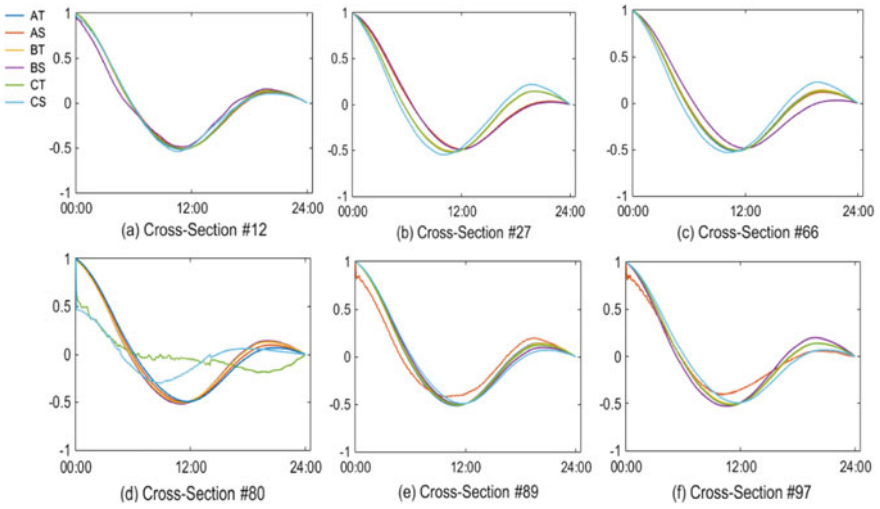 AT
AS
BT
BS
CT
CS
1
0.5
0
-0.5
-1
00:00 12:00 24:00
(a) Cross-Section #12
1
0.5
0
-0.5
-1
00:00 12:00 24:00
(b) Cross-Section #27
1
0.5
0
-0.5
-1
00:00 12:00 24:00
(c) Cross-Section #66
1
0.5
0
-0.5
-1
00:00 12:00 24:00
(d) Cross-Section #80
1
0.5
0
-0.5
-1
00:00 12:00 24:00
(e) Cross-Section #89
1
0.5
0
-0.5
-1
00:00 12:00 24:00
(f) Cross-Section #97